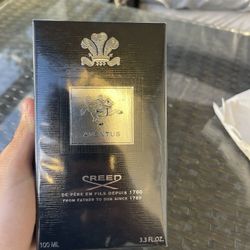 AVENTUS
CREED
DE PÈRE EN FILS DEPUIS 1760
FROM FATHER TO SON SINCE 1760
100 ML
3.3 FL.OZ.